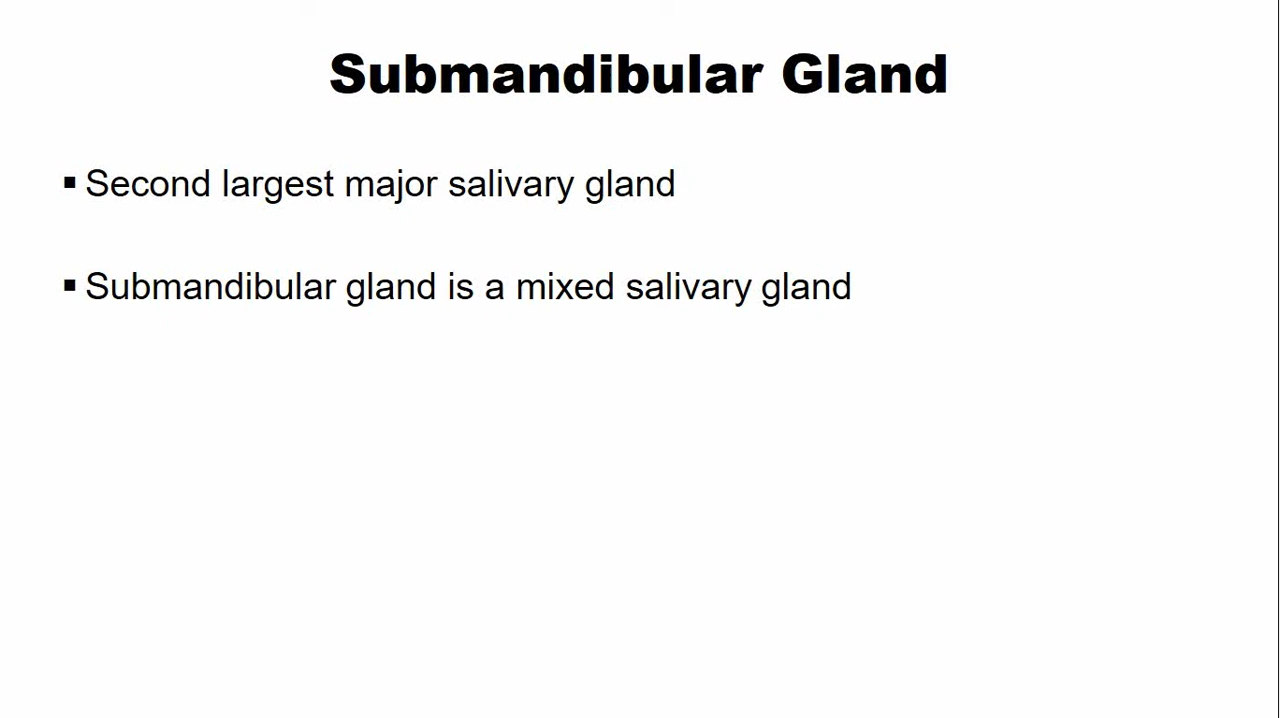 Submandibular Gland
▪ Second largest major salivary gland
▪ Submandibular gland is a mixed salivary gland